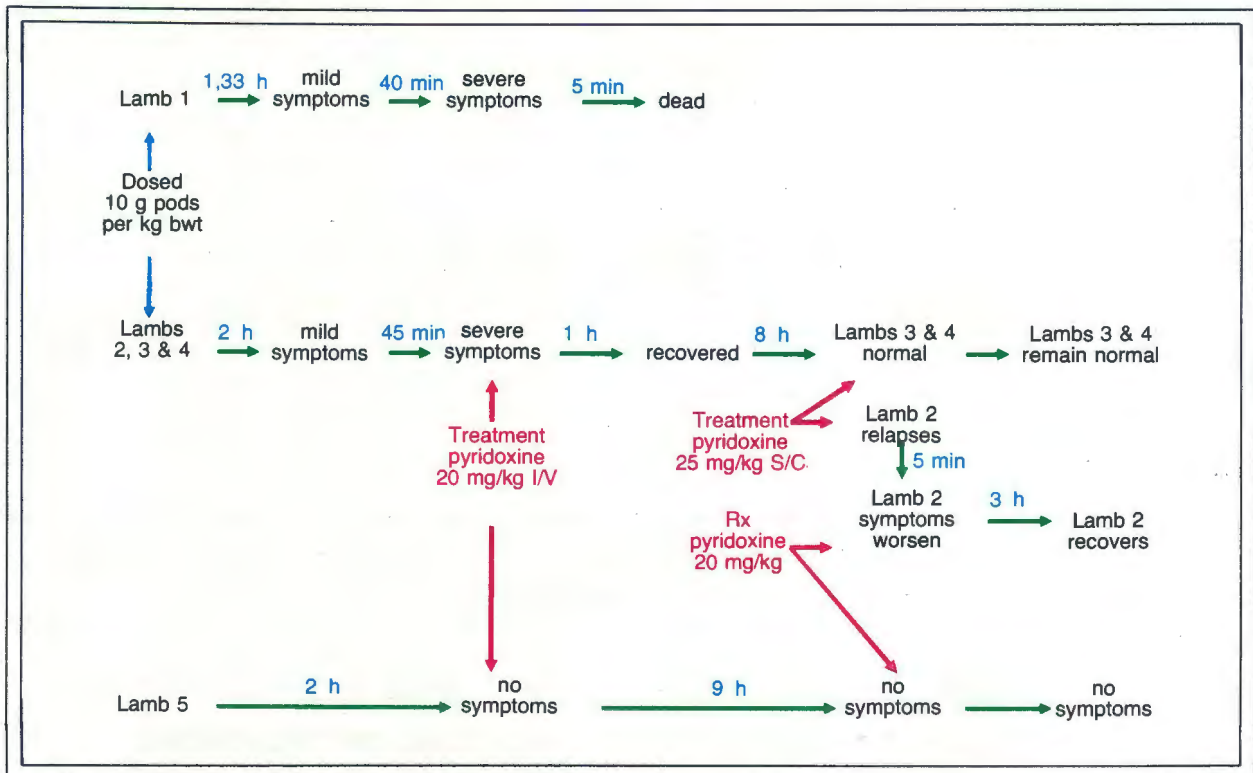 1,33 h
mild
symptoms
40 min
severe
symptoms
5 min
Lamb 1
dead
Dosed
10 g pods
per kg bwt
Lambs
2, 3 & 4
2 h
mild
symptoms
45 min
severe
symptoms
1 h
recovered
8 h
Lambs 3 & 4
normal
Lambs 3 & 4
remain normal
Treatment
pyridoxine
20 mg/kg I/V
Treatment
pyridoxine
25 mg/kg S/C
Lamb 2
relapses
5 min
Lamb 2
symptoms
worsen
3 h
Lamb 2
recovers
Rx
pyridoxine
20 mg/kg
Lamb 5
2 h
no
symptoms
9 h
no
symptoms
no
symptoms